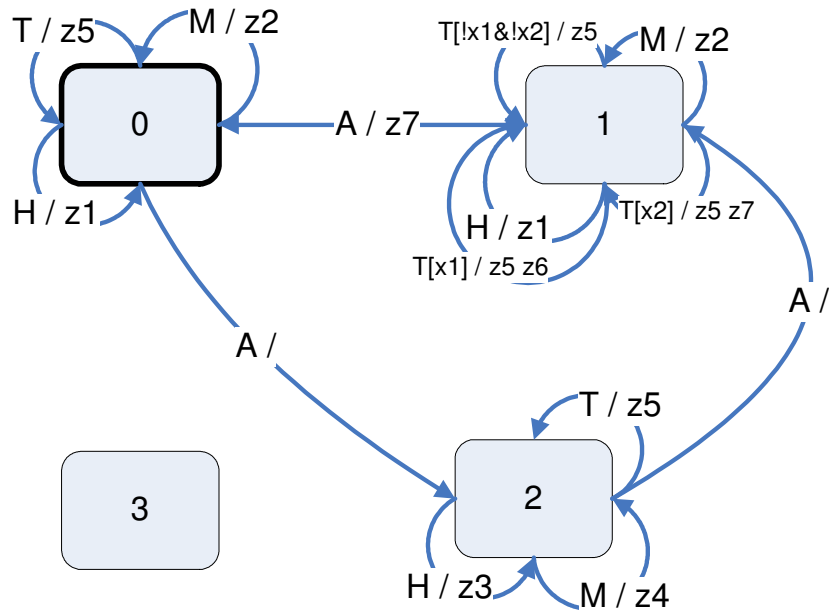 T / z5
M / z2
T[!x1&!x2] / z5
M / z2
0
A / z7
1
H / z1
H / z1
T[x2] / z5 z7
T[x1] / z5 z6
A /
A /
T / z5
3
2
H / z3
M / z4